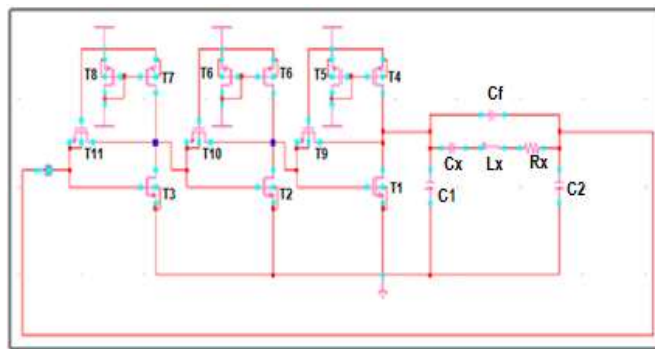 T8 T7 T6 T6 T5 T4
Cf
T11 T10 T9
Cx Lx Rx
T3 T2 T1 C1 C2